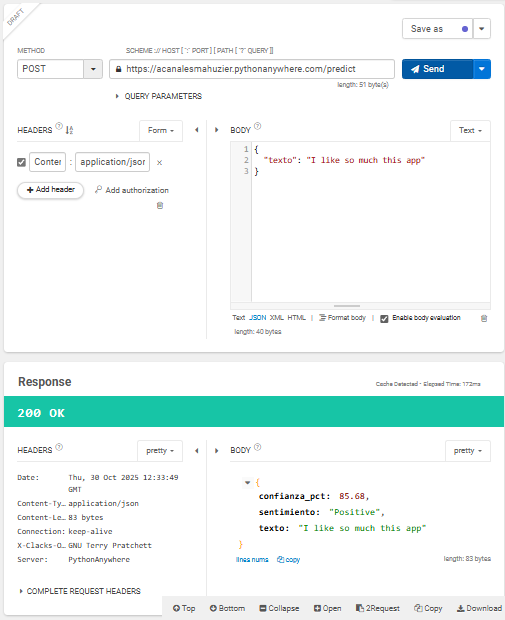 DRAFT
Save as
METHOD
SCHEME :// HOST [ ":" PORT ] [ PATH [ "?" QUERY ]]
POST
https://acanalesmahuzier.pythonanywhere.com/predict
Send
length: 51 byte(s)
QUERY PARAMETERS
HEADERS
Form
BODY
Text
Conten : application/json
Add header
Add authorization
1 {
2 "texto": "I like so much this app"
3 }
Text JSON XML HTML | Format body | Enable body evaluation
length: 40 bytes
Response
Cache Detected - Elapsed Time: 172ms
200 OK
HEADERS
pretty
BODY
pretty
Date: Thu, 30 Oct 2025 12:33:49 GMT
Content-Ty… application/json
Content-Le… 83 bytes
Connection: keep-alive
X-Clacks-O… GNU Terry Pratchett
Server: PythonAnywhere
COMPLETE REQUEST HEADERS
{
confianza_pct: 85.68,
sentimiento: "Positive",
texto: "I like so much this app"
}
lines nums copy
length: 83 bytes
Top Bottom Collapse Open 2Request Copy Download